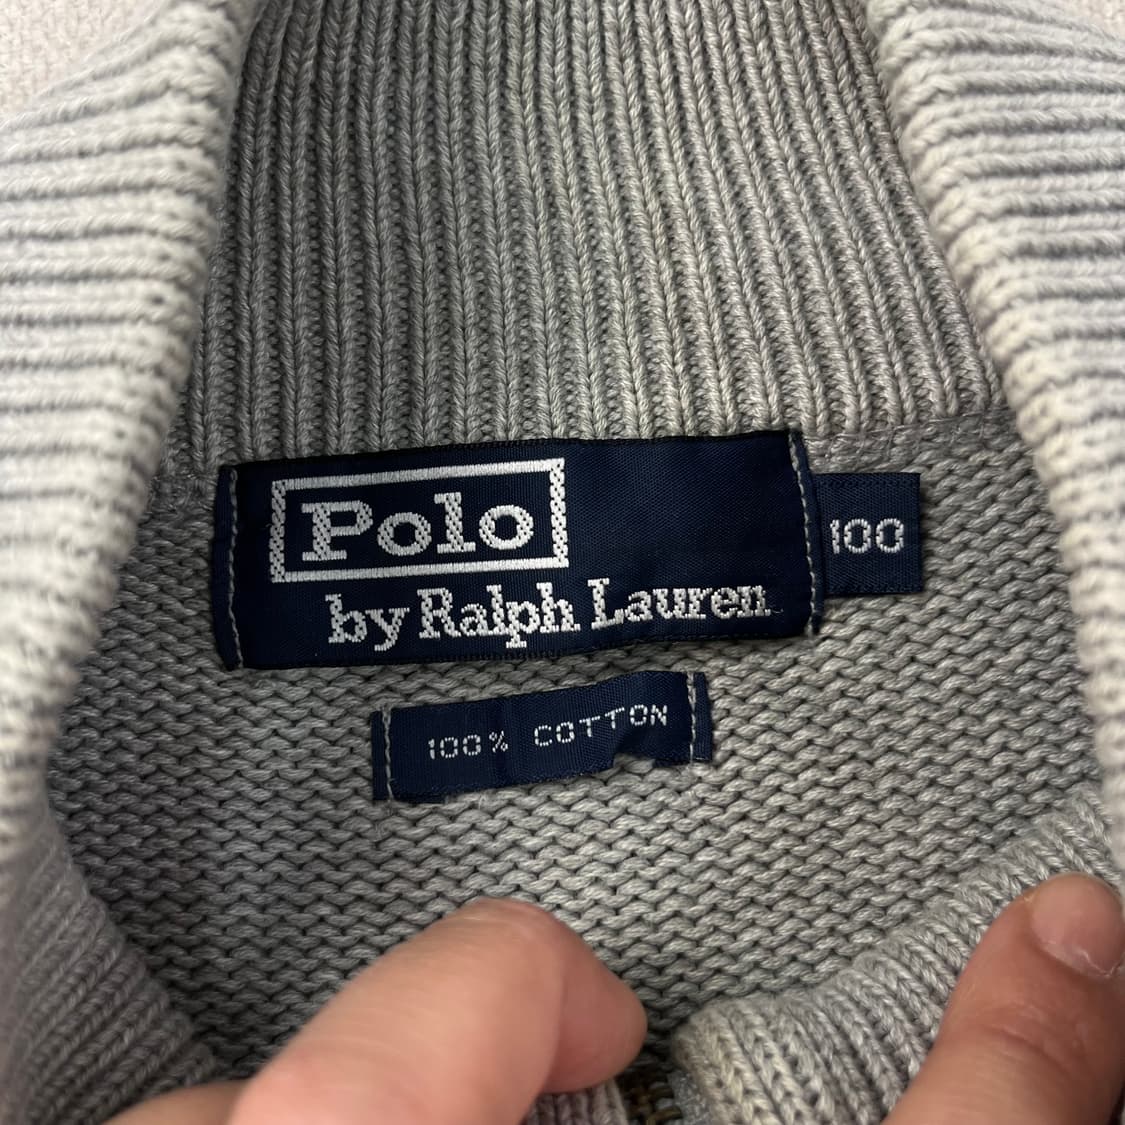 Polo
by Ralph Lauren
100
100% COTTON